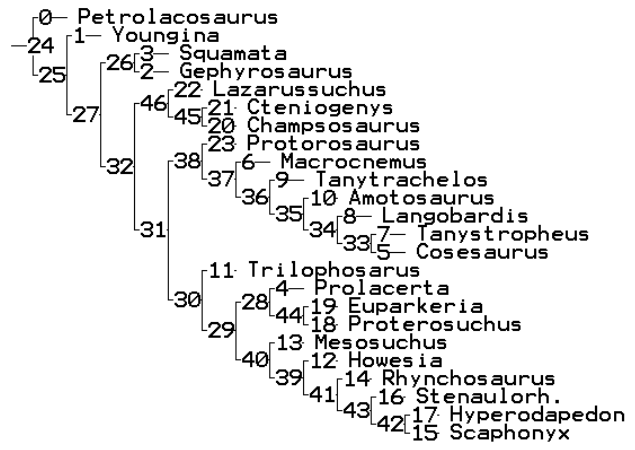 0 Petrolacosaurus
24
1 Youngina
3 Squamata
26
25
2 Gephyrosaurus
22 Lazarussuchus
46
21 Cteniogenys
27
45
20 Champsosaurus
23 Protorosaurus
38
6 Macrocnemus
32
37
9 Tanytrachelos
10 Amotosaurus
36
35
8 Langobardis
34
7 Tanystropheus
31
33
5 Cosesaurus
11 Trilophosarus
4 Prolacerta
30
28
19 Euparkeria
44
18 Proterosuchus
29
13 Mesosuchus
40
12 Howesia
39
14 Rhynchosaurus
41
16 Stenaulorh.
43
17 Hyperodapedon
42
15 Scaphonyx